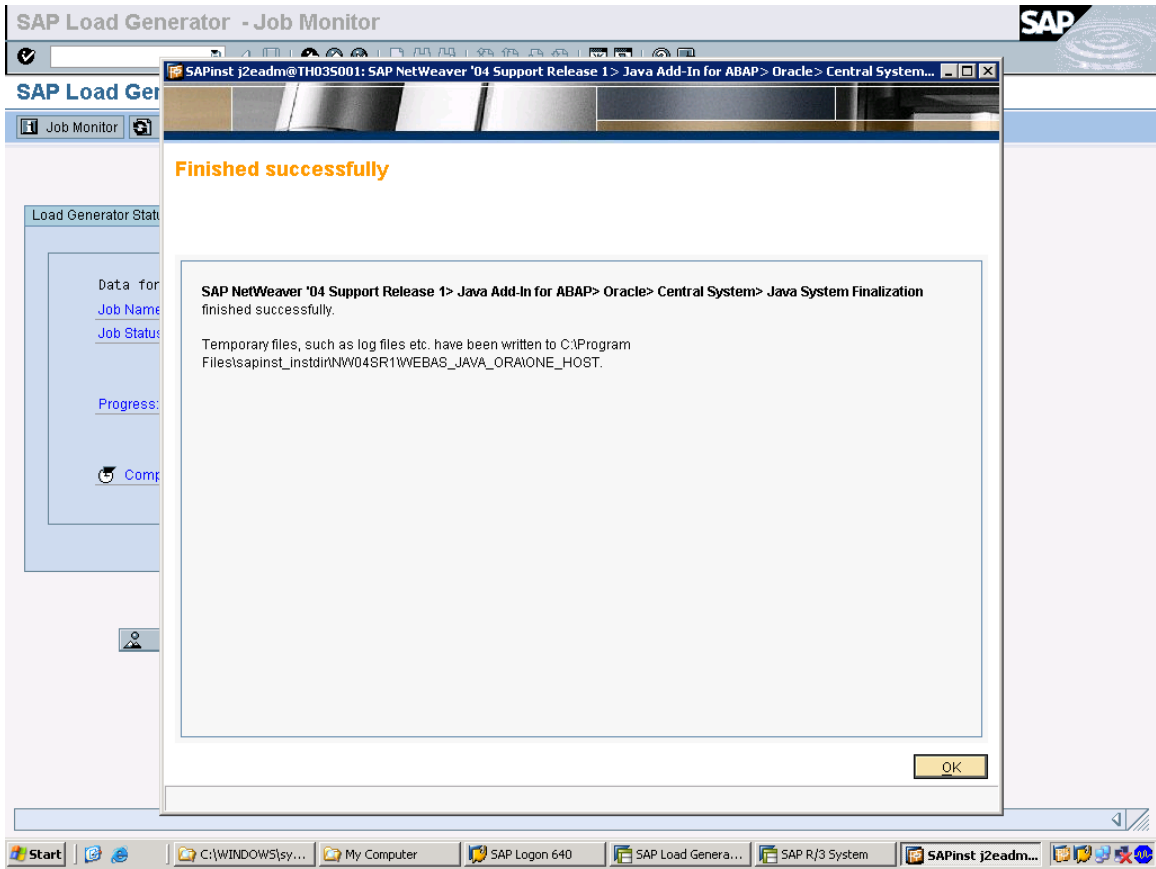 SAP Load Generator - Job Monitor
SAP
SAPinst j2eadm@TH035001: SAP NetWeaver '04 Support Release 1> Java Add-In for ABAP> Oracle> Central System...
SAP Load Ger
Job Monitor
Finished successfully
Load Generator Statu
Data for
SAP NetWeaver '04 Support Release 1> Java Add-In for ABAP> Oracle> Central System> Java System Finalization
Job Name
finished successfully.
Job Status
Temporary files, such as log files etc. have been written to C:\Program
Files\sapinst_instdir\NW04SR1\WEBAS_JAVA_ORA\ONE_HOST.
Progress:
Comp
OK
Start
C:\WINDOWS\sy...
My Computer
SAP Logon 640
SAP Load Genera...
SAP R/3 System
SAPinst j2eadm...